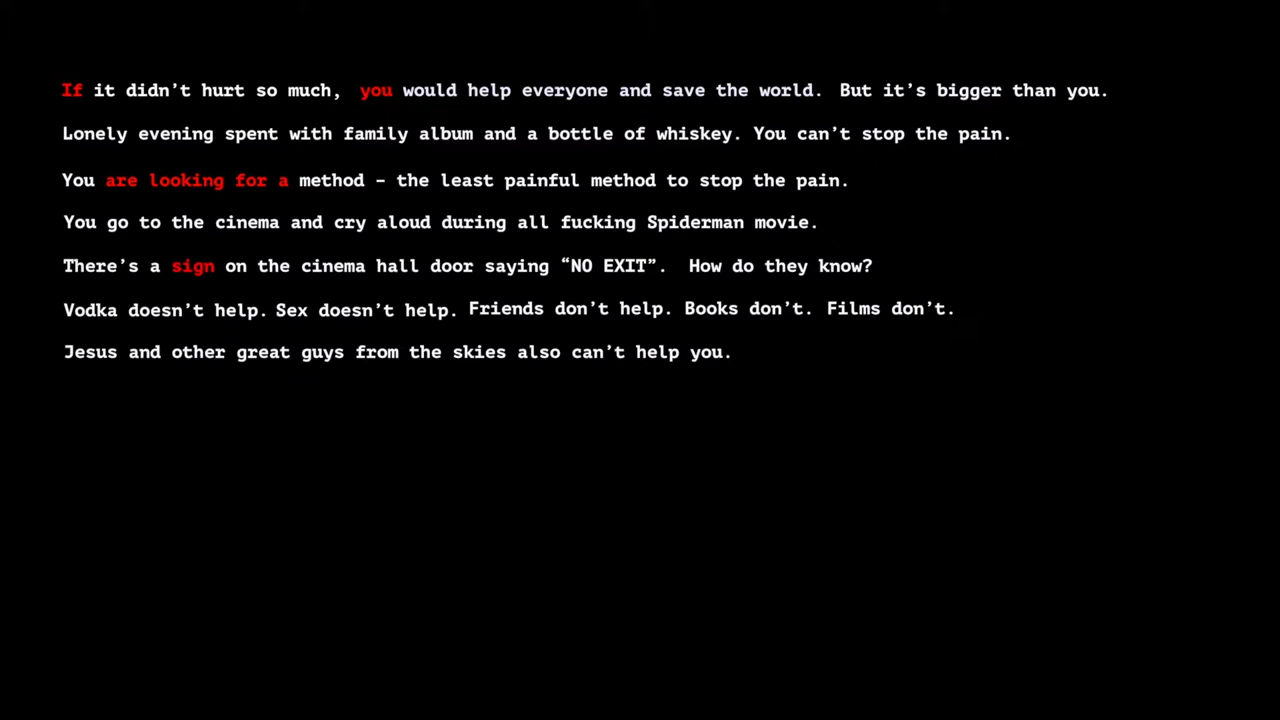 If it didn’t hurt so much, you would help everyone and save the world. But it’s bigger than you.
Lonely evening spent with family album and a bottle of whiskey. You can’t stop the pain.
You are looking for a method – the least painful method to stop the pain.
You go to the cinema and cry aloud during all fucking Spiderman movie.
There’s a sign on the cinema hall door saying “NO EXIT”. How do they know?
Vodka doesn’t help. Sex doesn’t help. Friends don’t help. Books don’t. Films don’t.
Jesus and other great guys from the skies also can’t help you.